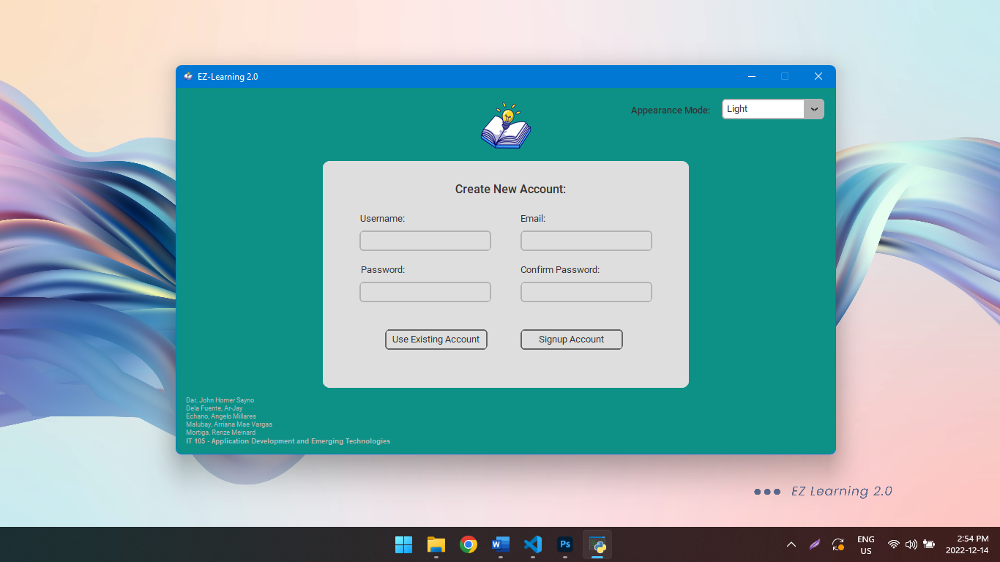 EZ-Learning 2.0
Appearance Mode:
Light
Create New Account:
Username:
Email:
Password:
Confirm Password:
Use Existing Account
Signup Account
Dar, John Homer Sayno
Dela Fuente, Ar-Jay
Echano, Angelo Millares
Malubay, Arriana Mae Vargas
Mortiga, Renze Meinard
IT 105 - Application Development and Emerging Technologies
EZ Learning 2.0
W
Ps
ENG
US
2:54 PM
2022-12-14